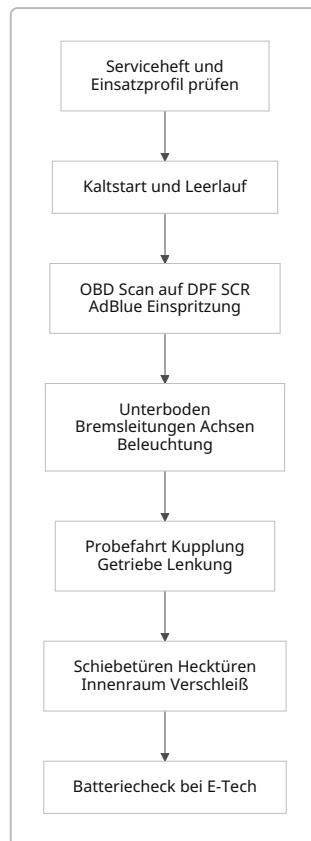 Serviceheft und
Einsatzprofil prüfen
Kaltstart und Leerlauf
OBD Scan auf DPF SCR
AdBlue Einspritzung
Unterboden
Bremsleitungen Achsen
Beleuchtung
Probefahrt Kupplung
Getriebe Lenkung
Schiebetüren Hecktüren
Innenraum Verschleiß
Batteriecheck bei E-Tech